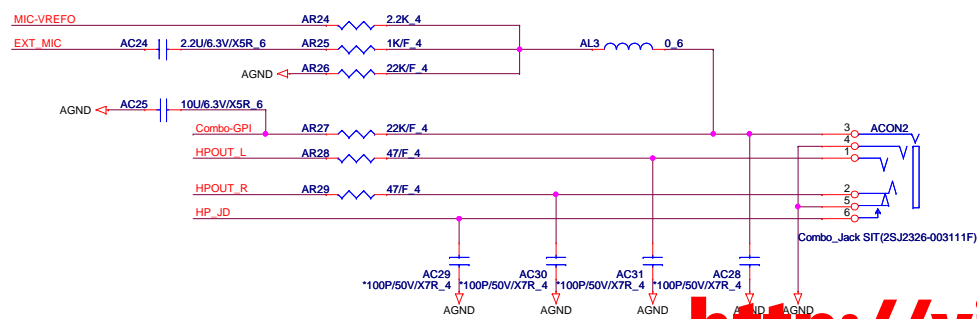 MIC-VREFO AR24 2.2K_4
EXT_MIC AC24 2.2U/6.3V/X5R_6 AR25 1K/F_4 AL3 0_6
AGND AR26 22K/F_4
AGND AC25 10U/6.3V/X5R_6
Combo-GPI AR27 22K/F_4 3 ACON2
4
HPOUT_L AR28 47/F_4 1
HPOUT_R AR29 47/F_4 2
5
HP_JD 6
Combo_Jack SIT(2SJ2326-003111F)
AC29 AC30 AC31 AC28
*100P/50V/X7R_4 *100P/50V/X7R_4 *100P/50V/X7R_4 *100P/50V/X7R_4
AGND AGND AGND AGND AGND